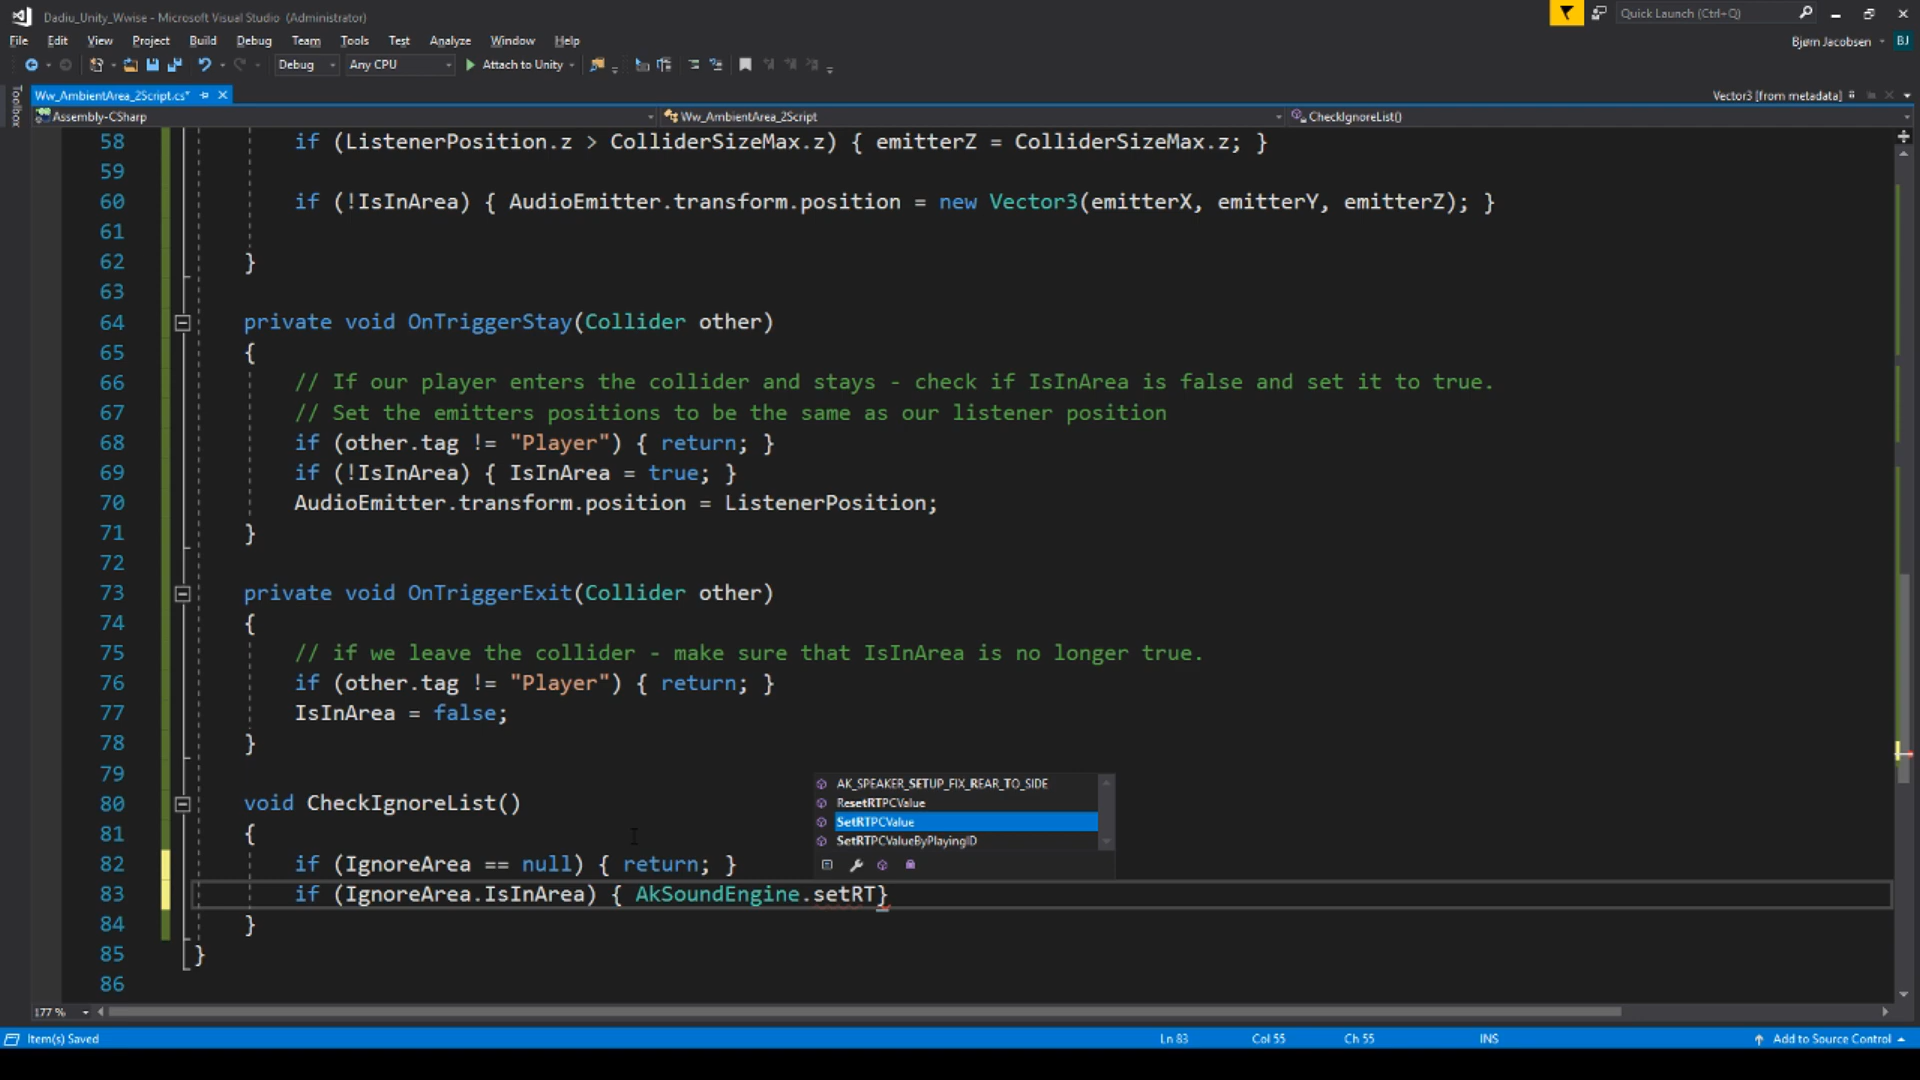 Dadiu_Unity_Wwise - Microsoft Visual Studio (Administrator)
Quick Launch (Ctrl+Q)
File Edit View Project Build Debug Team Tools Test Analyze Window Help
Bjørn Jacobsen BJ
Debug Any CPU Attach to Unity
Toolbox
Ww_AmbientArea_2Script.cs*
Vector3 [from metadata]
Assembly-CSharp Ww_AmbientArea_2Script CheckIgnoreList()
58 if (ListenerPosition.z > ColliderSizeMax.z) { emitterZ = ColliderSizeMax.z; }
59
60 if (!IsInArea) { AudioEmitter.transform.position = new Vector3(emitterX, emitterY, emitterZ); }
61
62 }
63
64 private void OnTriggerStay(Collider other)
65 {
66 // If our player enters the collider and stays - check if IsInArea is false and set it to true.
67 // Set the emitters positions to be the same as our listener position
68 if (other.tag != "Player") { return; }
69 if (!IsInArea) { IsInArea = true; }
70 AudioEmitter.transform.position = ListenerPosition;
71 }
72
73 private void OnTriggerExit(Collider other)
74 {
75 // if we leave the collider - make sure that IsInArea is no longer true.
76 if (other.tag != "Player") { return; }
77 IsInArea = false;
78 }
79
80 void CheckIgnoreList()
81 {
82 if (IgnoreArea == null) { return; }
83 if (IgnoreArea.IsInArea) { AkSoundEngine.setRT}
84 }
85 }
86
AK_SPEAKER_SETUP_FIX_REAR_TO_SIDE
ResetRTPCValue
SetRTPCValue
SetRTPCValueByPlayingID
177 %
Item(s) Saved Ln 83 Col 55 Ch 55 INS Add to Source Control